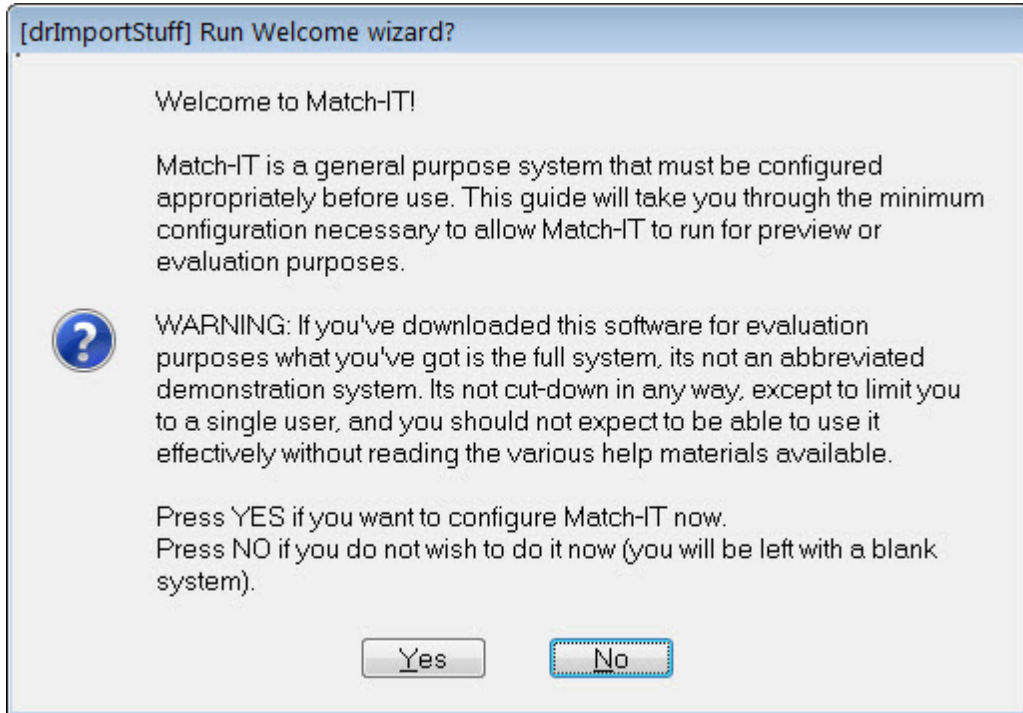 [drImportStuff] Run Welcome wizard?
Welcome to Match-IT!
Match-IT is a general purpose system that must be configured
appropriately before use. This guide will take you through the minimum
configuration necessary to allow Match-IT to run for preview or
evaluation purposes.
WARNING: If you've downloaded this software for evaluation
purposes what you've got is the full system, its not an abbreviated
demonstration system. Its not cut-down in any way, except to limit you
to a single user, and you should not expect to be able to use it
effectively without reading the various help materials available.
Press YES if you want to configure Match-IT now.
Press NO if you do not wish to do it now (you will be left with a blank
system).
Yes No